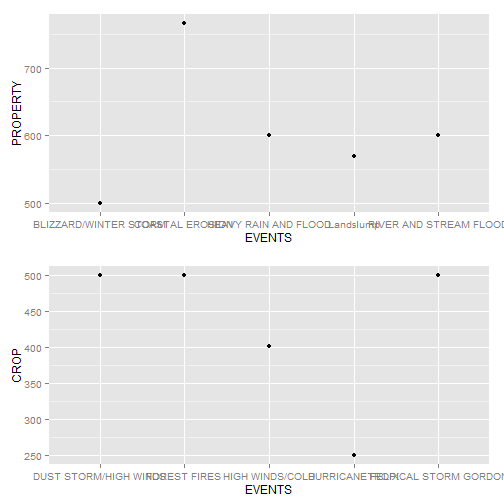 PROPERTY
700
600
500
BLIZZARD/WINTER STORM COASTAL EROSION HEAVY RAIN AND FLOOD Landslump RIVER AND STREAM FLOOD
EVENTS
CROP
500
450
400
350
300
250
DUST STORM/HIGH WINDS FOREST FIRES HIGH WINDS/COLD HURRICANE FELIX TROPICAL STORM GORDON
EVENTS